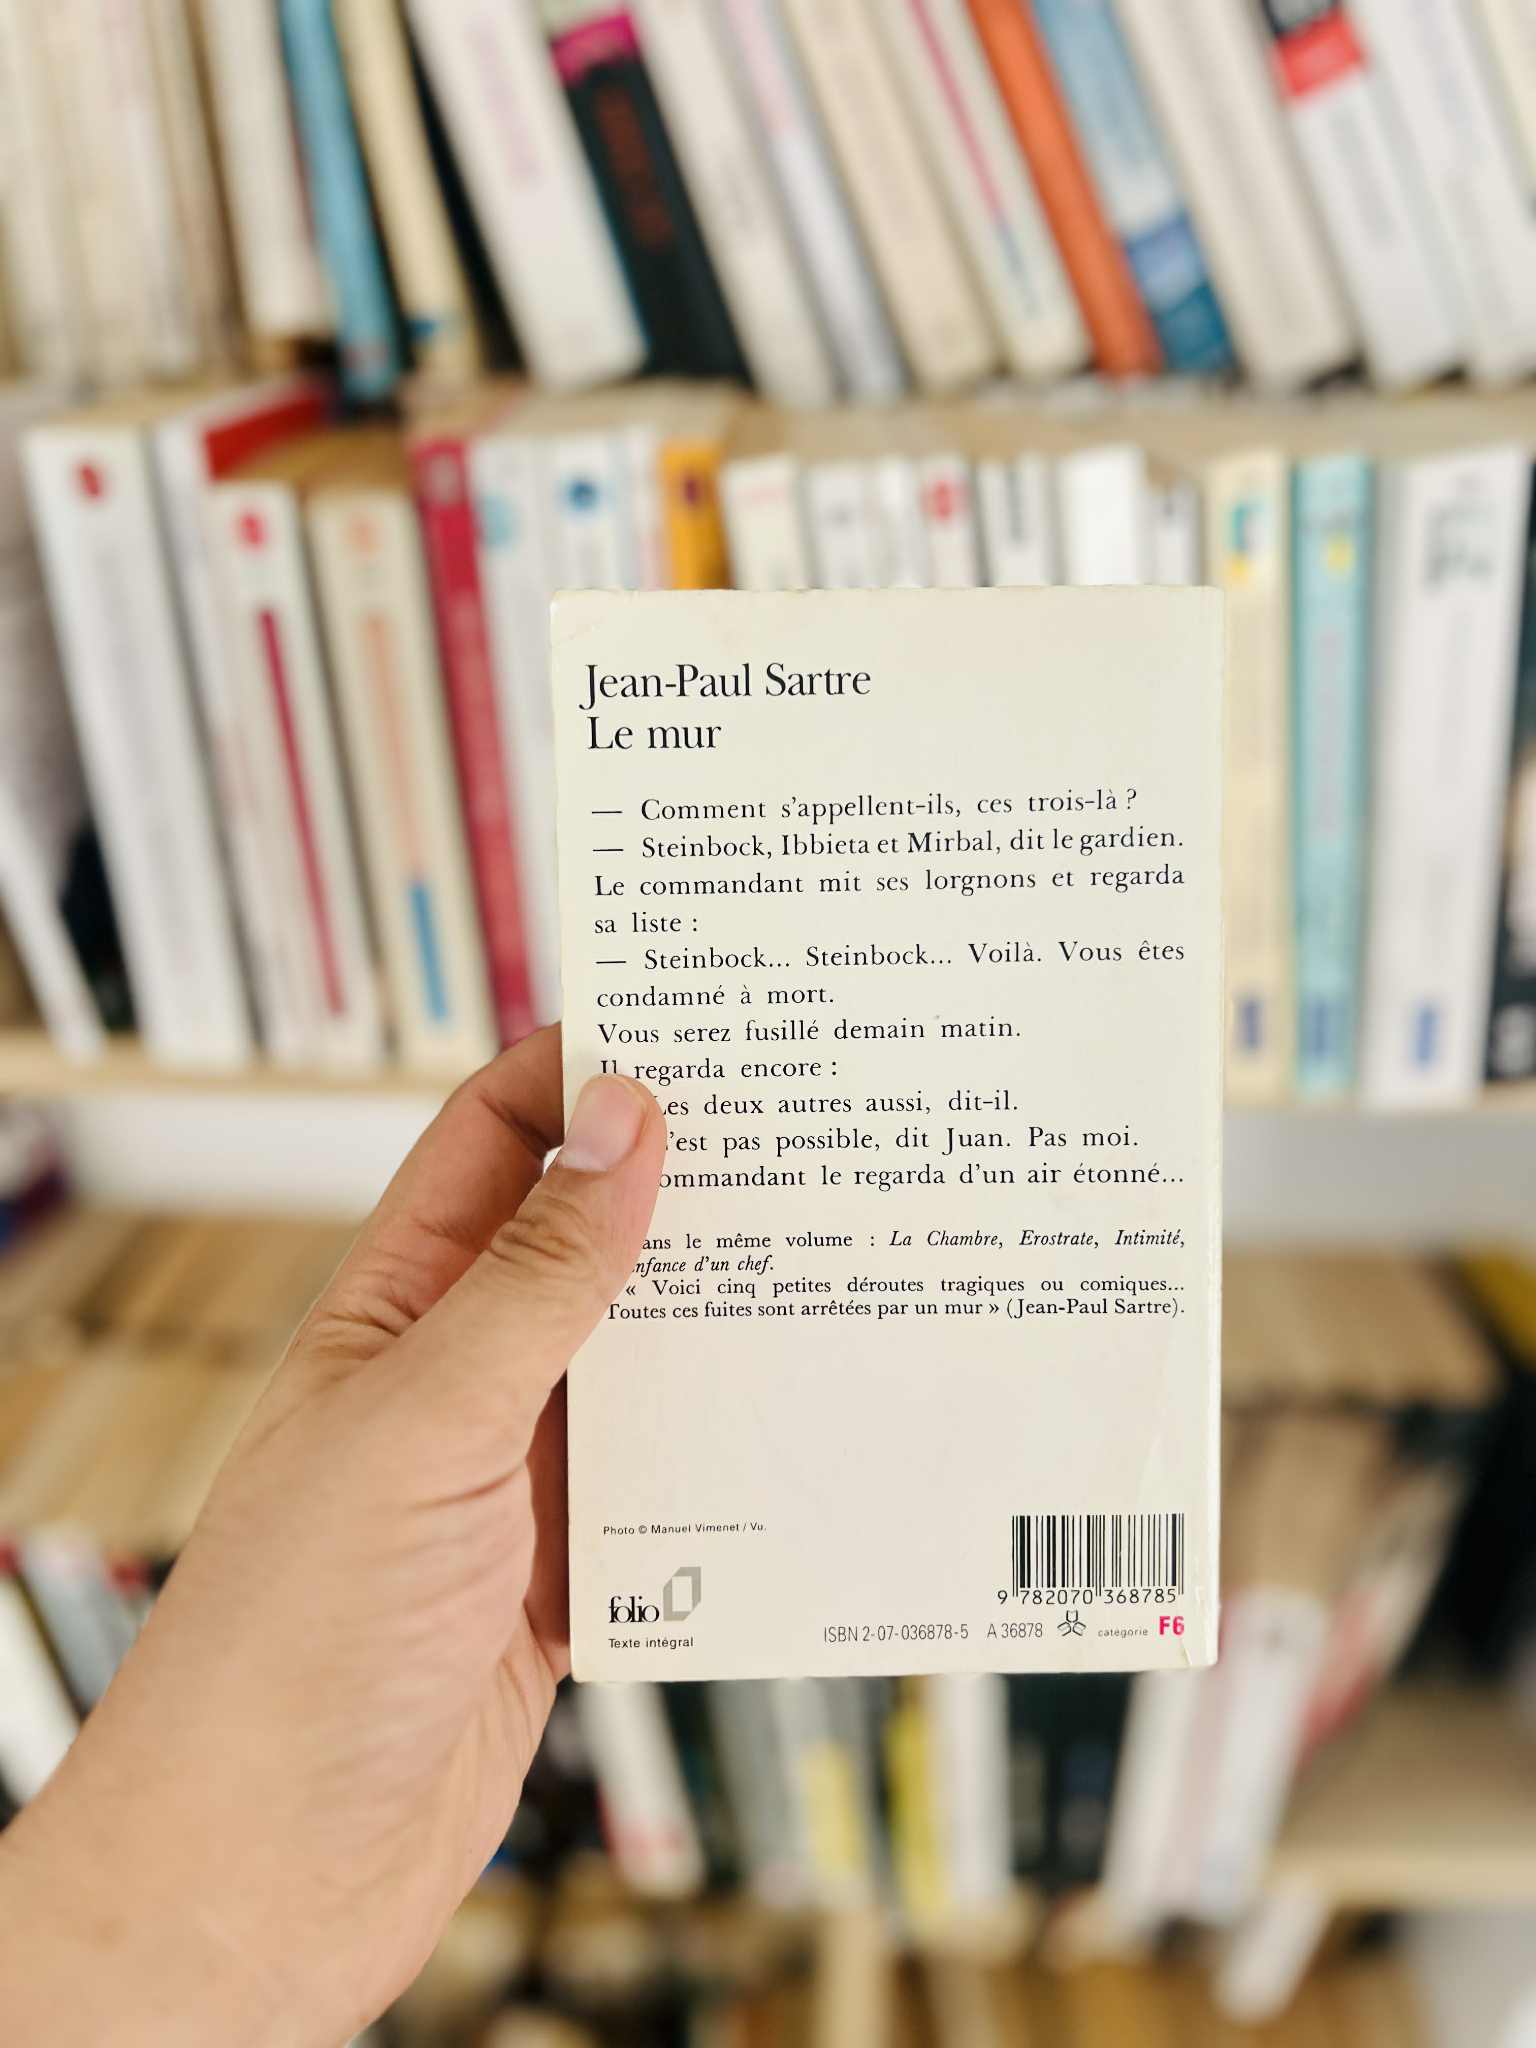 Jean-Paul Sartre
Le mur
— Comment s'appellent-ils, ces trois-là ?
— Steinbock, Ibbieta et Mirbal, dit le gardien.
Le commandant mit ses lorgnons et regarda
sa liste :
— Steinbock... Steinbock... Voilà. Vous êtes
condamné à mort.
Vous serez fusillé demain matin.
Il regarda encore :
Les deux autres aussi, dit-il.
'est pas possible, dit Juan. Pas moi.
ommandant le regarda d'un air étonné...
ans le même volume : La Chambre, Erostrate, Intimité,
nfance d'un chef.
« Voici cinq petites déroutes tragiques ou comiques...
Toutes ces fuites sont arrêtées par un mur » (Jean-Paul Sartre).
Photo © Manuel Vimenet / Vu.
folio
Texte intégral
9 782070 368785
ISBN 2-07-036878-5 A 36878 catégorie F6